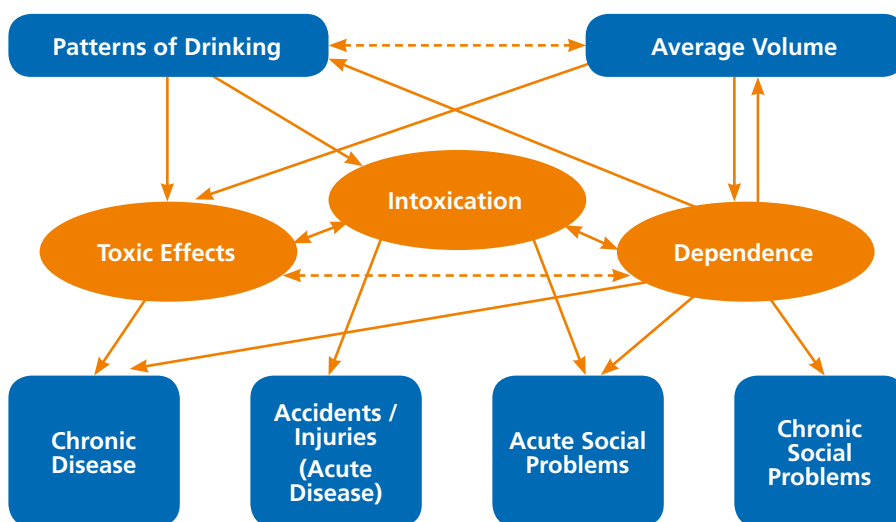 Patterns of Drinking
Average Volume
Intoxication
Toxic Effects
Dependence
Chronic
Disease
Accidents /
Injuries
(Acute
Disease)
Acute Social
Problems
Chronic
Social
Problems